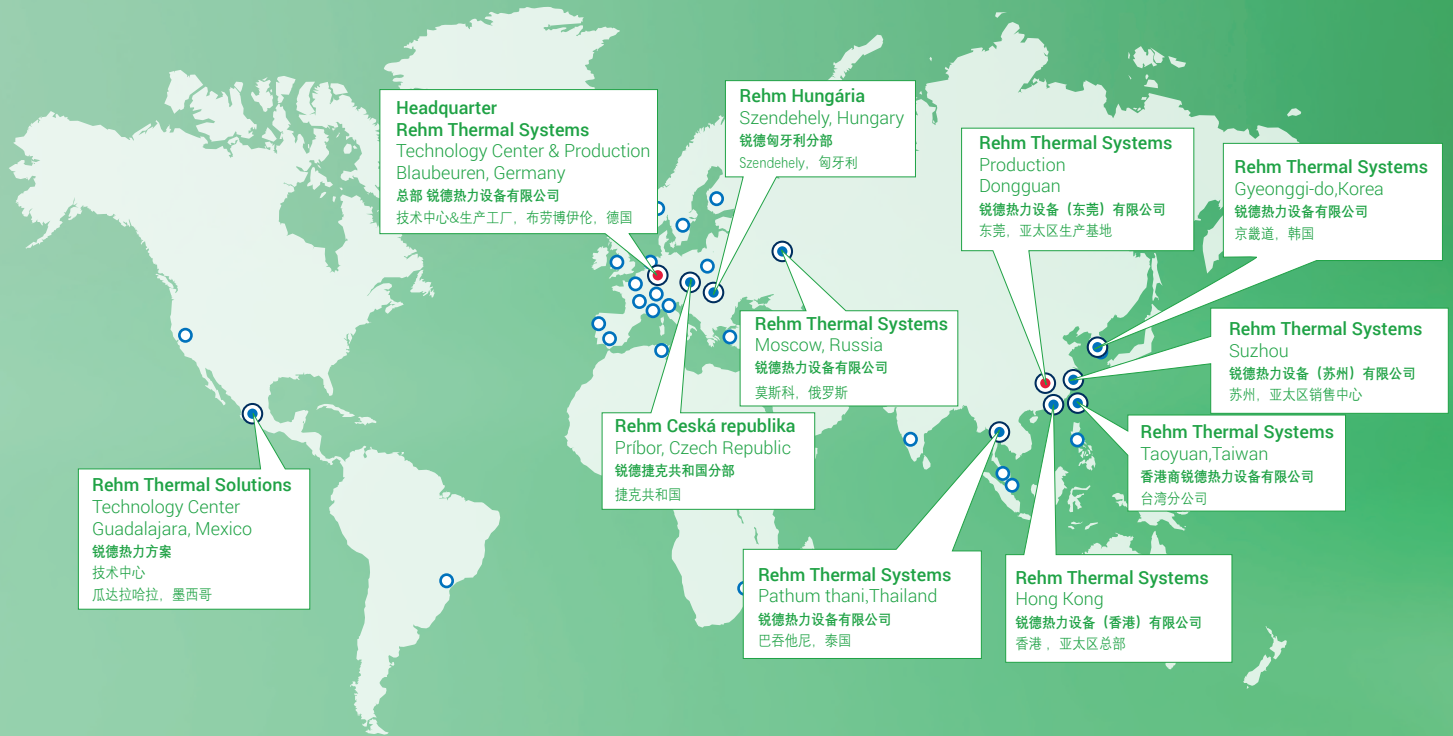 Headquarter
Rehm Thermal Systems
Technology Center & Production
Blaubeuren, Germany
总部 锐德热力设备有限公司
技术中心&生产工厂，布劳博伊伦，德国
Rehm Hungária
Szendehely, Hungary
锐德匈牙利分部
Szendehely，匈牙利
Rehm Thermal Systems
Production
Dongguan
锐德热力设备（东莞）有限公司
东莞，亚太区生产基地
Rehm Thermal Systems
Gyeonggi-do,Korea
锐德热力设备有限公司
京畿道，韩国
Rehm Thermal Systems
Moscow, Russia
锐德热力设备有限公司
莫斯科，俄罗斯
Rehm Thermal Systems
Suzhou
锐德热力设备（苏州）有限公司
苏州，亚太区销售中心
Rehm Ceská republika
Príbor, Czech Republic
锐德捷克共和国分部
捷克共和国
Rehm Thermal Systems
Taoyuan,Taiwan
香港商锐德热力设备有限公司
台湾分公司
Rehm Thermal Solutions
Technology Center
Guadalajara, Mexico
锐德热力方案
技术中心
瓜达拉哈拉，墨西哥
Rehm Thermal Systems
Pathum thani,Thailand
锐德热力设备有限公司
巴吞他尼，泰国
Rehm Thermal Systems
Hong Kong
锐德热力设备（香港）有限公司
香港 ，亚太区总部